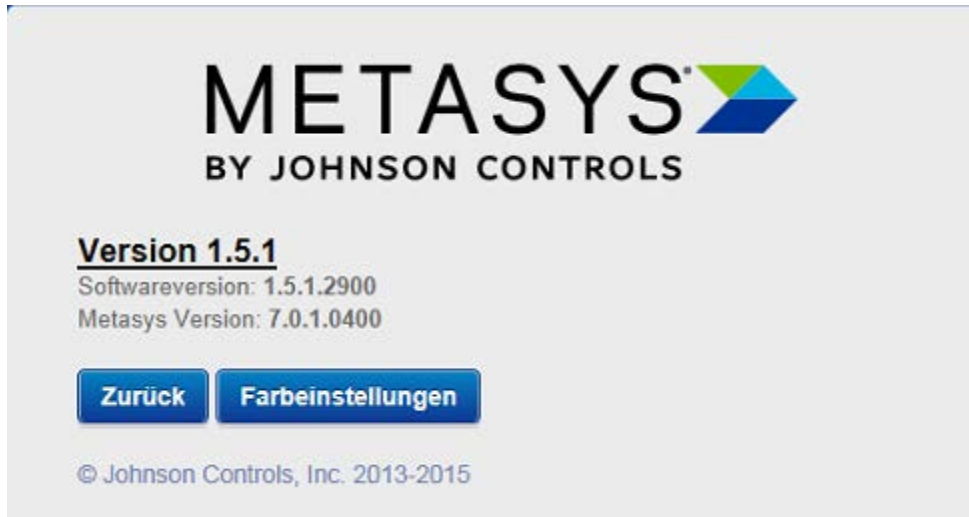 METASYS
BY JOHNSON CONTROLS
Version 1.5.1
Softwareversion: 1.5.1.2900
Metasys Version: 7.0.1.0400
Zurück Farbeinstellungen
© Johnson Controls, Inc. 2013-2015